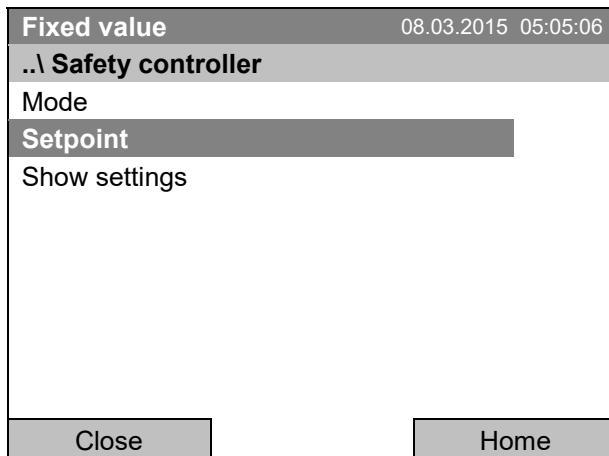 Fixed value 08.03.2015 05:05:06
..\ Safety controller
Mode
Setpoint
Show settings
Close Home